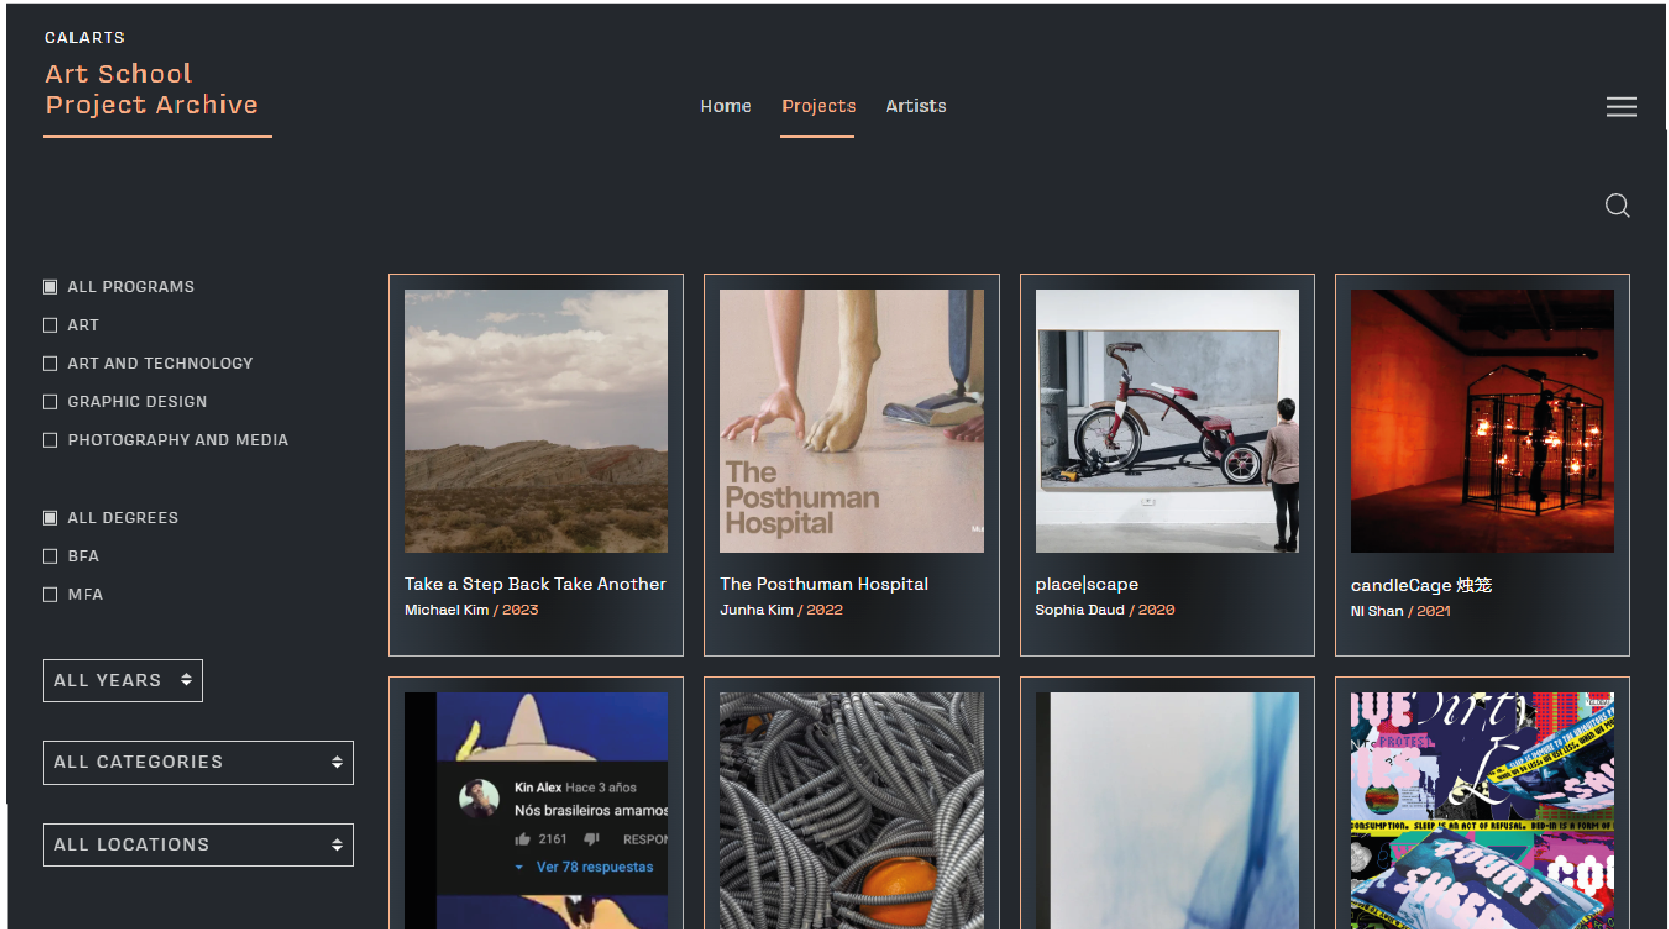 CALARTS
Art School
Project Archive
Home
Projects
Artists
ALL PROGRAMS
ART
ART AND TECHNOLOGY
GRAPHIC DESIGN
PHOTOGRAPHY AND MEDIA
ALL DEGREES
BFA
MFA
ALL YEARS
ALL CATEGORIES
ALL LOCATIONS
The
Posthuman
Hospital
Take a Step Back Take Another
Michael Kim / 2023
The Posthuman Hospital
Junha Kim / 2022
place|scape
Sophia Daud / 2020
candleCage 烛笼
NI Shan / 2021
Kin Alex Hace 3 años
Nós brasileiros amamos
2161
RESPON
Ver 78 respuestas
Dirty
PROTEST
CONSUMPTION. SLEEP IS AN ACT OF REFUSAL. BED-IN IS A FORM OF
COUNT
SHEEP